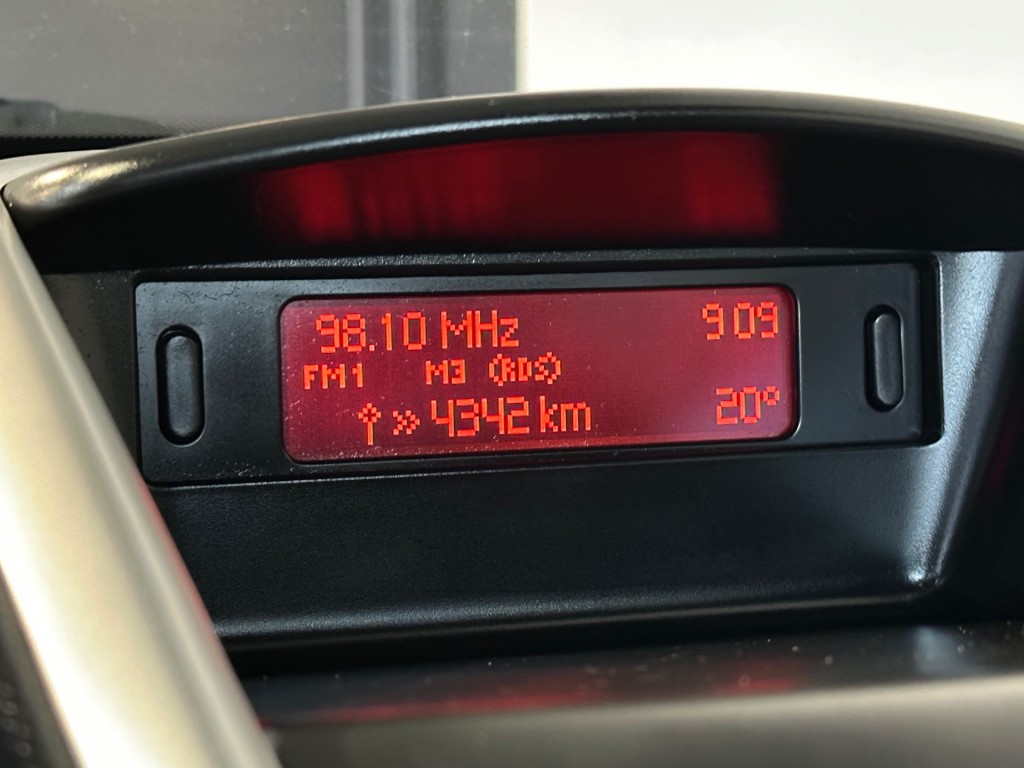 98.10 MHz 9 09
FM1 M3 (RDS)
↑ » 4342 km 20°